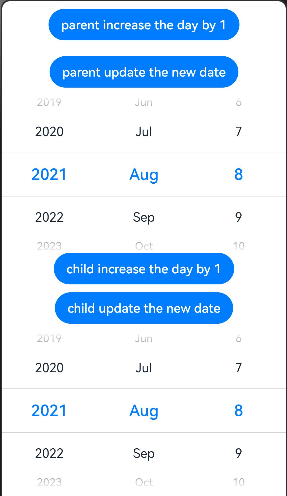 parent increase the day by 1
parent update the new date
2019 Jun 6
2020 Jul 7
2021 Aug 8
2022 Sep 9
2023 Oct 10
child increase the day by 1
child update the new date
2019 Jun 6
2020 Jul 7
2021 Aug 8
2022 Sep 9
2023 Oct 10